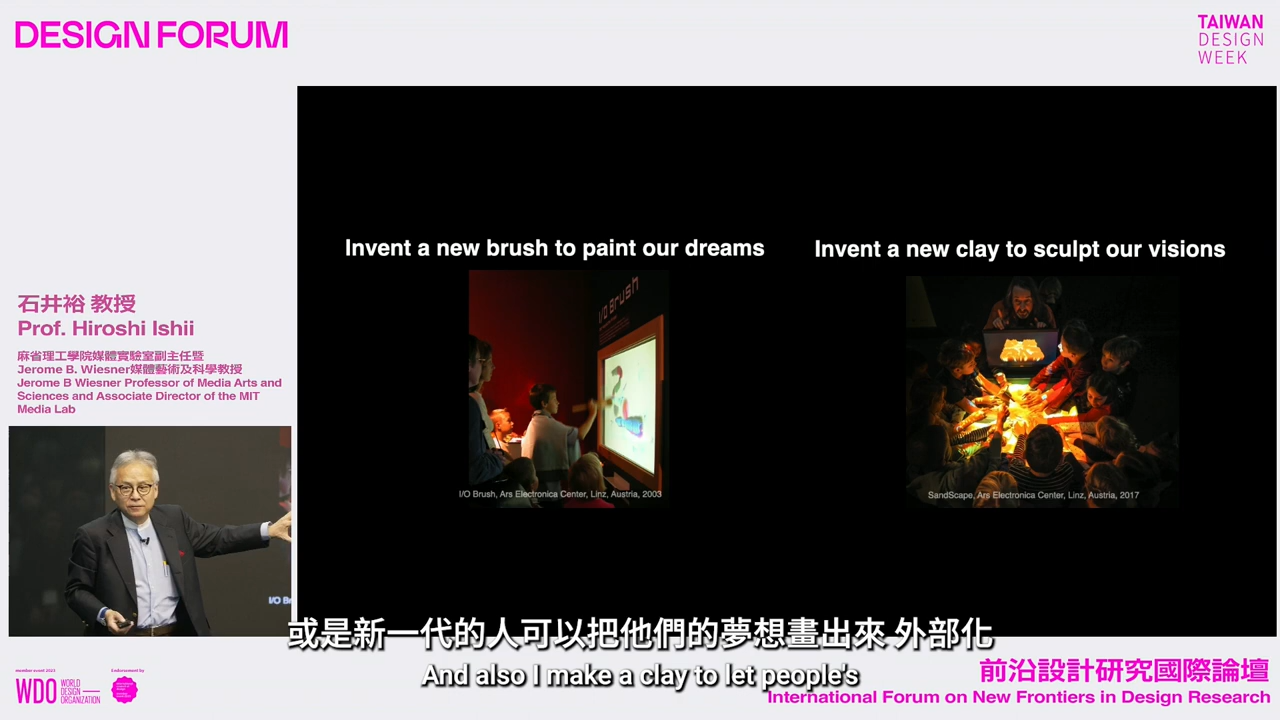 DESIGN FORUM
TAIWAN
DESIGN
WEEK
Invent a new brush to paint our dreams
Invent a new clay to sculpt our visions
I/O Brush
I/O Brush, Ars Electronica Center, Linz, Austria, 2003
SandScape, Ars Electronica Center, Linz, Austria, 2017
石井裕 教授
Prof. Hiroshi Ishii
麻省理工學院媒體實驗室副主任暨
Jerome B. Wiesner媒體藝術及科學教授
Jerome B Wiesner Professor of Media Arts and
Sciences and Associate Director of the MIT
Media Lab
I/O Br
或是新一代的人可以把他們的夢想畫出來 外部化
And also I make a clay to let people's
member event 2023
WDO
WORLD
DESIGN
ORGANIZATION
Endorsement by
前沿設計研究國際論壇
International Forum on New Frontiers in Design Research